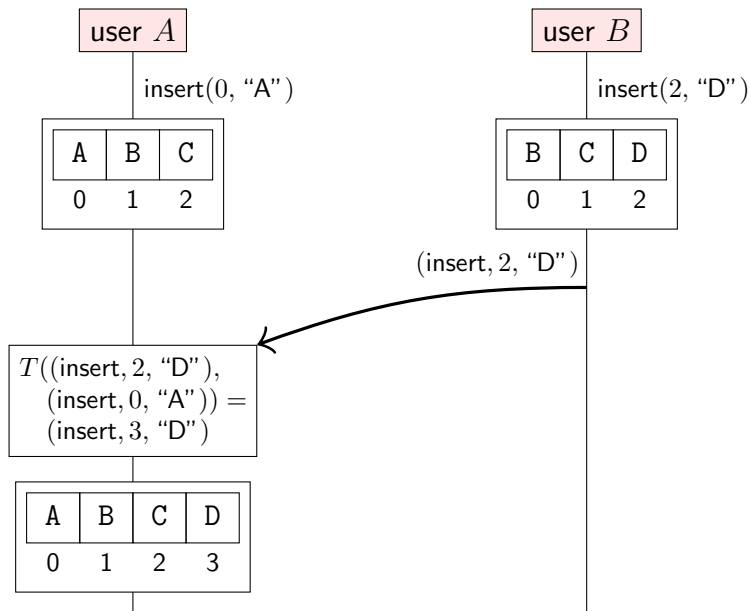 user A
user B
insert(0, “A”)
insert(2, “D”)
A B C
0 1 2
B C D
0 1 2
(insert, 2, “D”)
T((insert, 2, “D”),
(insert, 0, “A”)) =
(insert, 3, “D”)
A B C D
0 1 2 3